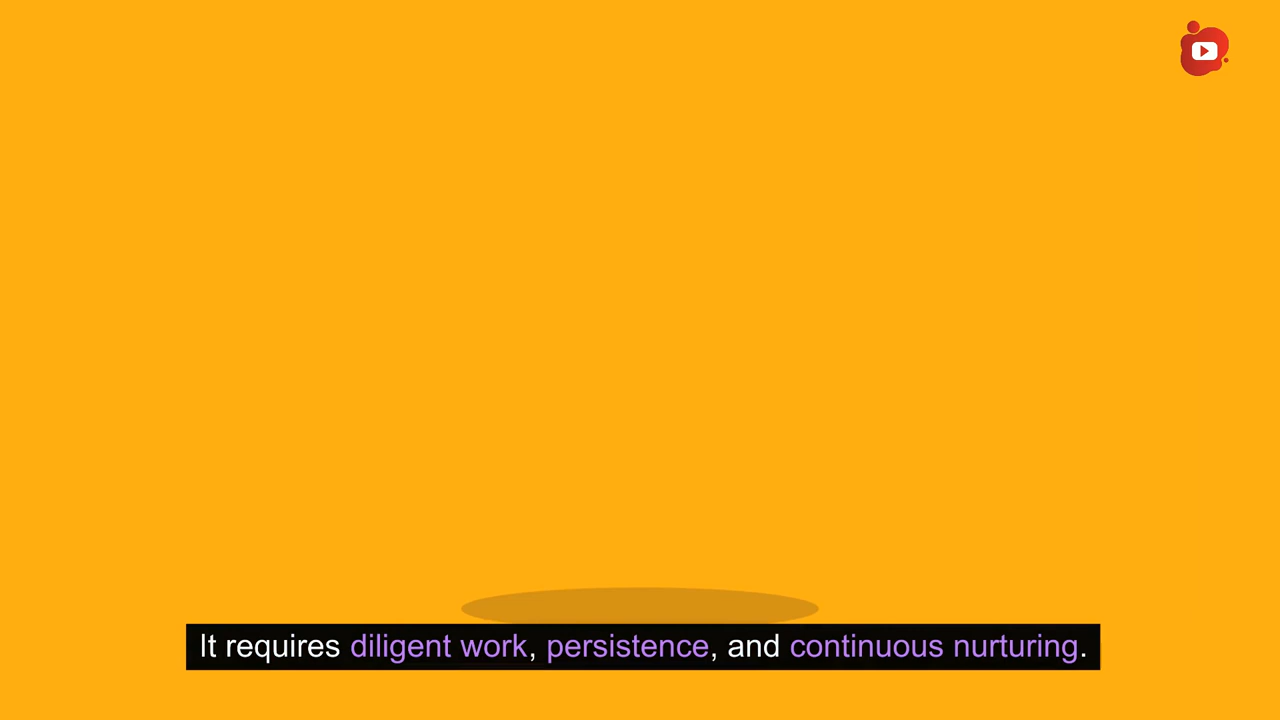 It requires diligent work, persistence, and continuous nurturing.